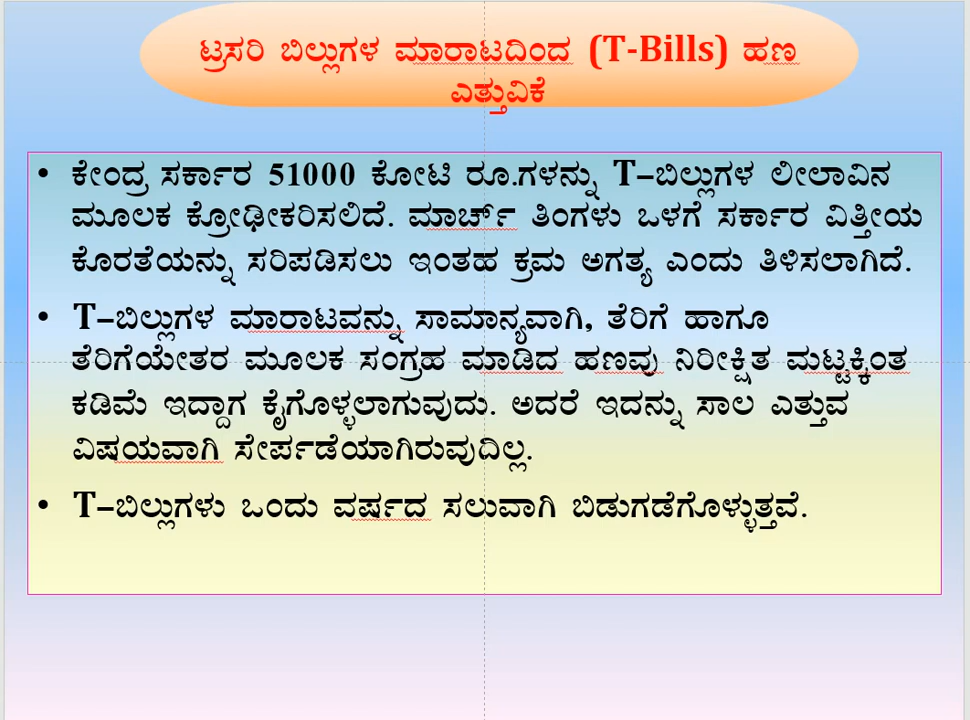 ಟ್ರಸರಿ ಬಿಲ್ಲುಗಳ ಮಾರಾಟದಿಂದ (T-Bills) ಹಣ
ಎತ್ತುವಿಕೆ
• ಕೇಂದ್ರ ಸರ್ಕಾರ 51000 ಕೋಟಿ ರೂ.ಗಳನ್ನು T–ಬಿಲ್ಲುಗಳ ಲೀಲಾವಿನ
ಮೂಲಕ ಕ್ರೋಢೀಕರಿಸಲಿದೆ. ಮಾರ್ಚ್ ತಿಂಗಳು ಒಳಗೆ ಸರ್ಕಾರ ವಿತ್ತೀಯ
ಕೊರತೆಯನ್ನು ಸರಿಪಡಿಸಲು ಇಂತಹ ಕ್ರಮ ಅಗತ್ಯ ಎಂದು ತಿಳಿಸಲಾಗಿದೆ.
• T–ಬಿಲ್ಲುಗಳ ಮಾರಾಟವನ್ನು ಸಾಮಾನ್ಯವಾಗಿ, ತೆರಿಗೆ ಹಾಗೂ
ತೆರಿಗೆಯೇತರ ಮೂಲಕ ಸಂಗ್ರಹ ಮಾಡಿದ ಹಣವು ನಿರೀಕ್ಷಿತ ಮಟ್ಟಕ್ಕಿಂತ
ಕಡಿಮೆ ಇದ್ದಾಗ ಕೈಗೊಳ್ಳಲಾಗುವುದು. ಅದರೆ ಇದನ್ನು ಸಾಲ ಎತ್ತುವ
ವಿಷಯವಾಗಿ ಸೇರ್ಪಡೆಯಾಗಿರುವುದಿಲ್ಲ.
• T–ಬಿಲ್ಲುಗಳು ಒಂದು ವರ್ಷದ ಸಲುವಾಗಿ ಬಿಡುಗಡೆಗೊಳ್ಳುತ್ತವೆ.